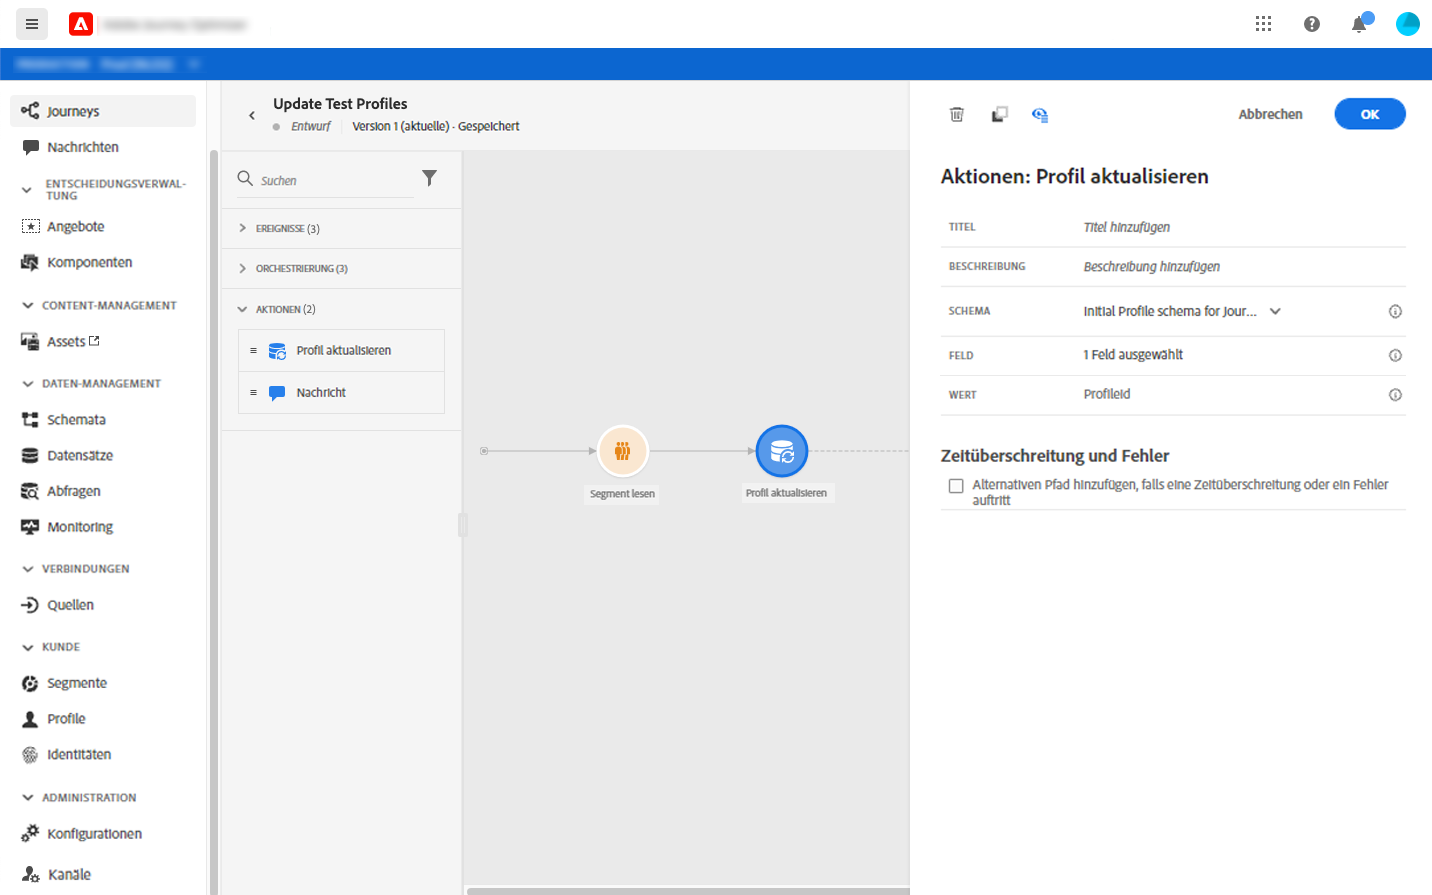 Update Test Profiles
Entwurf
Version 1 (aktuelle) - Gespeichert
Abbrechen
OK
Journeys
Nachrichten
ENTSCHEIDUNGSVERWAL-
TUNG
Angebote
Komponenten
CONTENT-MANAGEMENT
Assets
DATEN-MANAGEMENT
Schemata
Datensätze
Abfragen
Monitoring
VERBINDUNGEN
Quellen
KUNDE
Segmente
Profile
Identitäten
ADMINISTRATION
Konfigurationen
Kanäle
Suchen
EREIGNISSE (3)
ORCHESTRIERUNG (3)
AKTIONEN (2)
Profil aktualisieren
Nachricht
Segment lesen
Profil aktualisieren
Aktionen: Profil aktualisieren
TITEL
Titel hinzufügen
BESCHREIBUNG
Beschreibung hinzufügen
SCHEMA
Initial Profile schema for Jour...
FELD
1 Feld ausgewählt
WERT
ProfileId
Zeitüberschreitung und Fehler
Alternativen Pfad hinzufügen, falls eine Zeitüberschreitung oder ein Fehler
auftritt